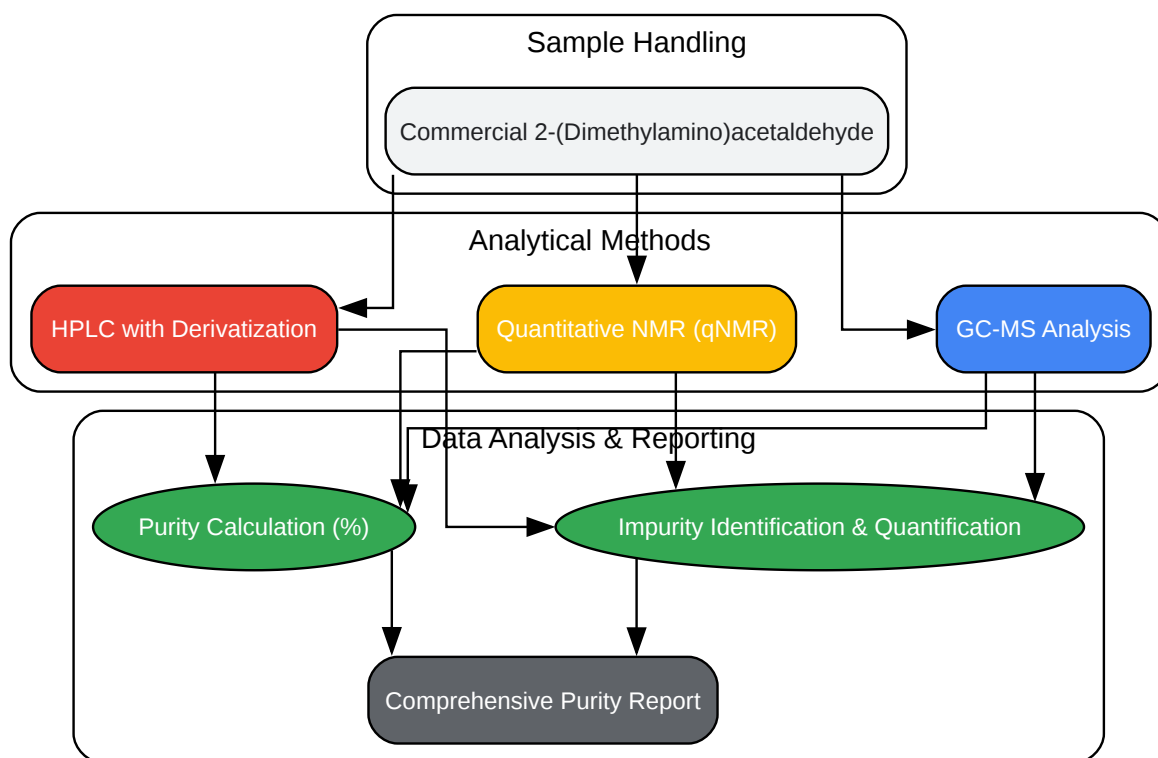 Sample Handling
Commercial 2-(Dimethylamino)acetaldehyde
Analytical Methods
HPLC with Derivatization
Quantitative NMR (qNMR)
GC-MS Analysis
Data Analysis & Reporting
Purity Calculation (%)
Impurity Identification & Quantification
Comprehensive Purity Report